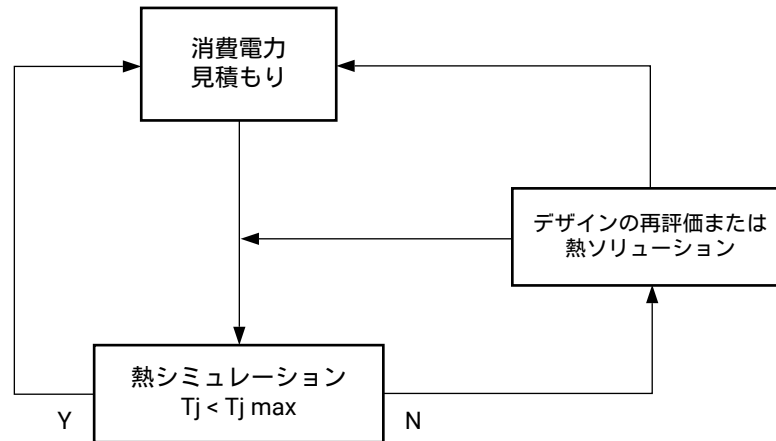 消費電力
見積もり
デザインの再評価または
熱ソリューション
熱シミュレーション
Tj < Tj max
Y
N